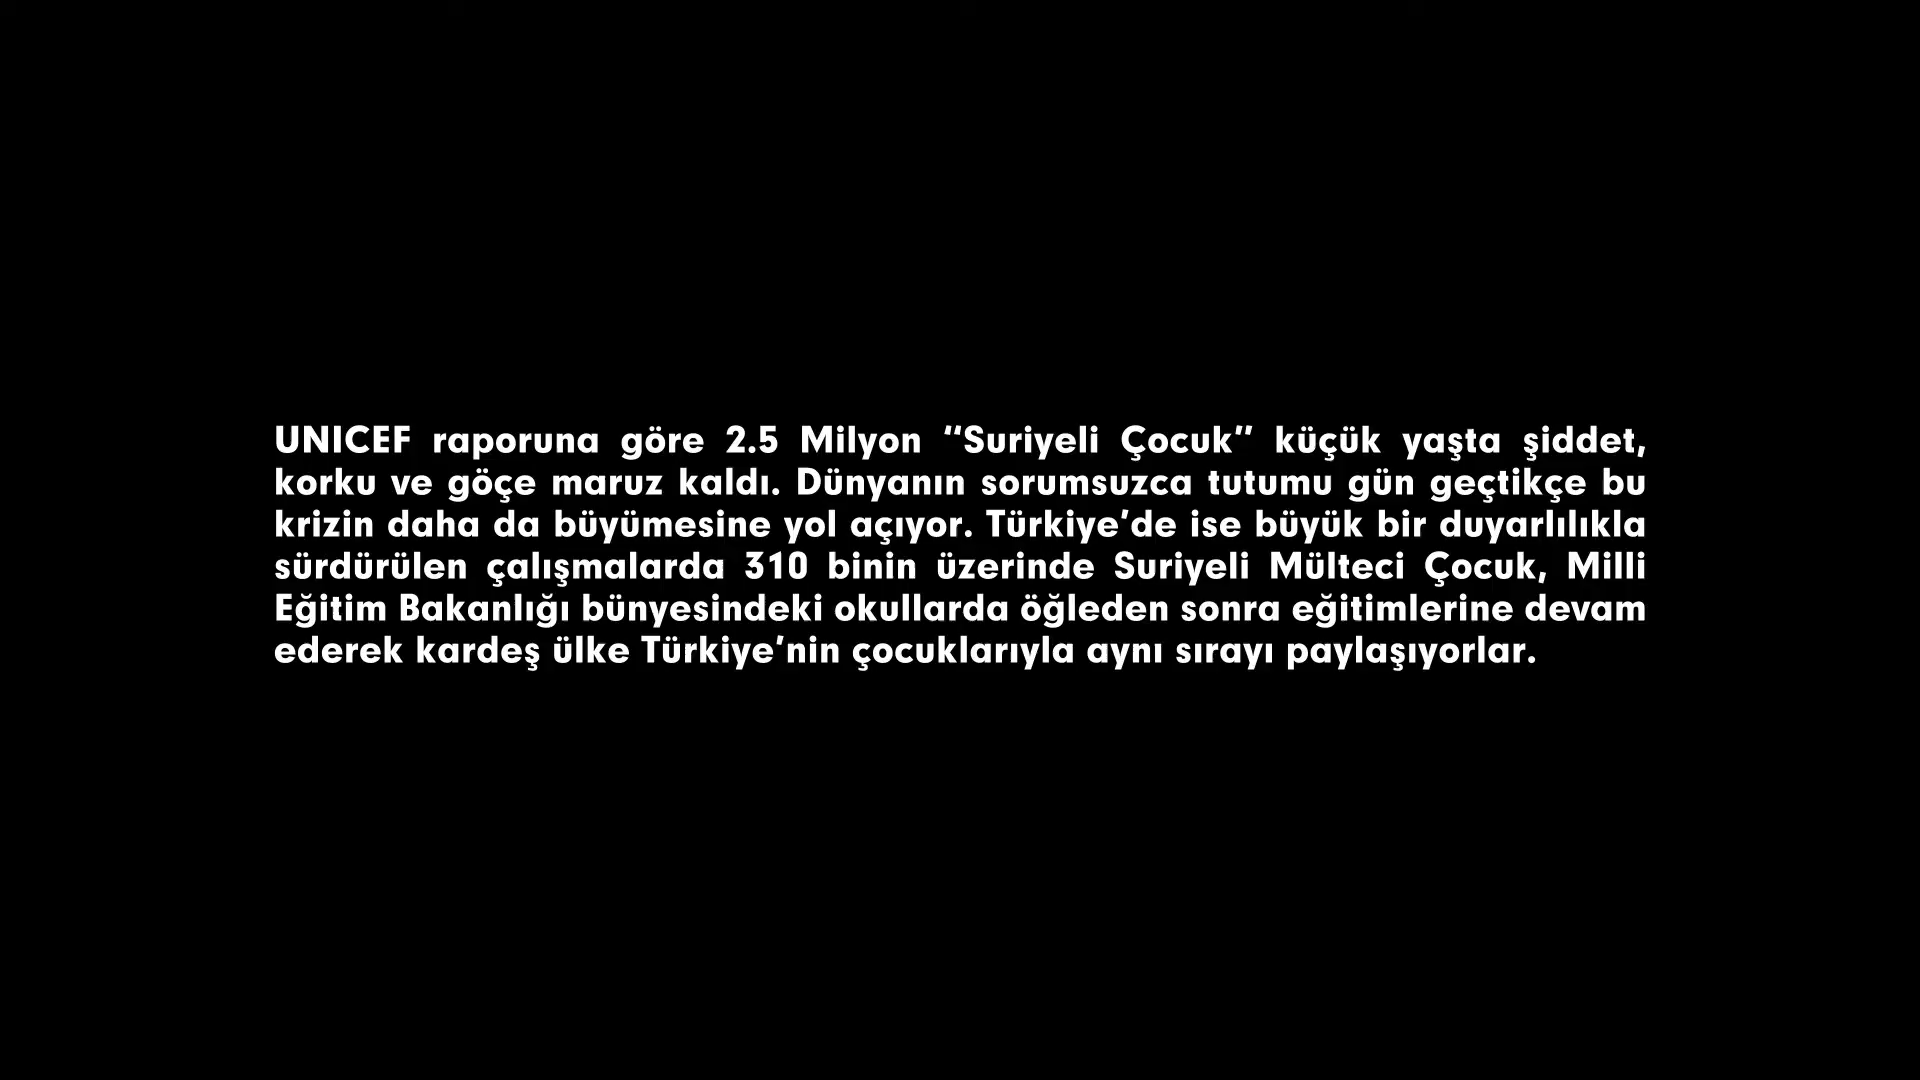 UNICEF raporuna göre 2.5 Milyon “Suriyeli Çocuk” küçük yaşta şiddet,
korku ve göçe maruz kaldı. Dünyanın sorumsuzca tutumu gün geçtikçe bu
krizin daha da büyümesine yol açıyor. Türkiye’de ise büyük bir duyarlılıkla
sürdürülen çalışmalarda 310 binin üzerinde Suriyeli Mülteci Çocuk, Milli
Eğitim Bakanlığı bünyesindeki okullarda öğleden sonra eğitimlerine devam
ederek kardeş ülke Türkiye’nin çocuklarıyla aynı sırayı paylaşıyorlar.